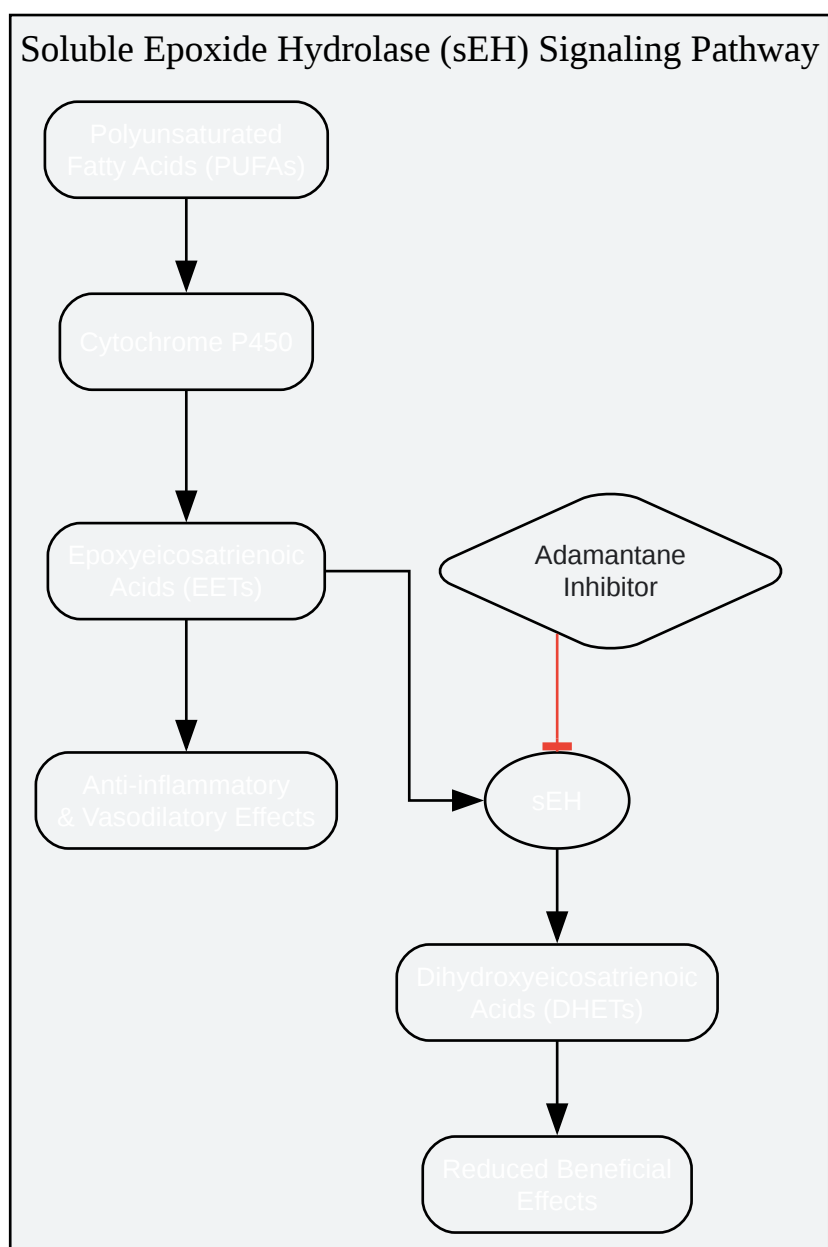 Soluble Epoxide Hydrolase (sEH) Signaling Pathway
Polyunsaturated
Fatty Acids (PUFAs)
Cytochrome P450
Epoxyeicosatrienoic
Acids (EETs)
Adamantane
Inhibitor
Anti-inflammatory
& Vasodilatory Effects
sEH
Dihydroxyeicosatrienoic
Acids (DHETs)
Reduced Beneficial
Effects